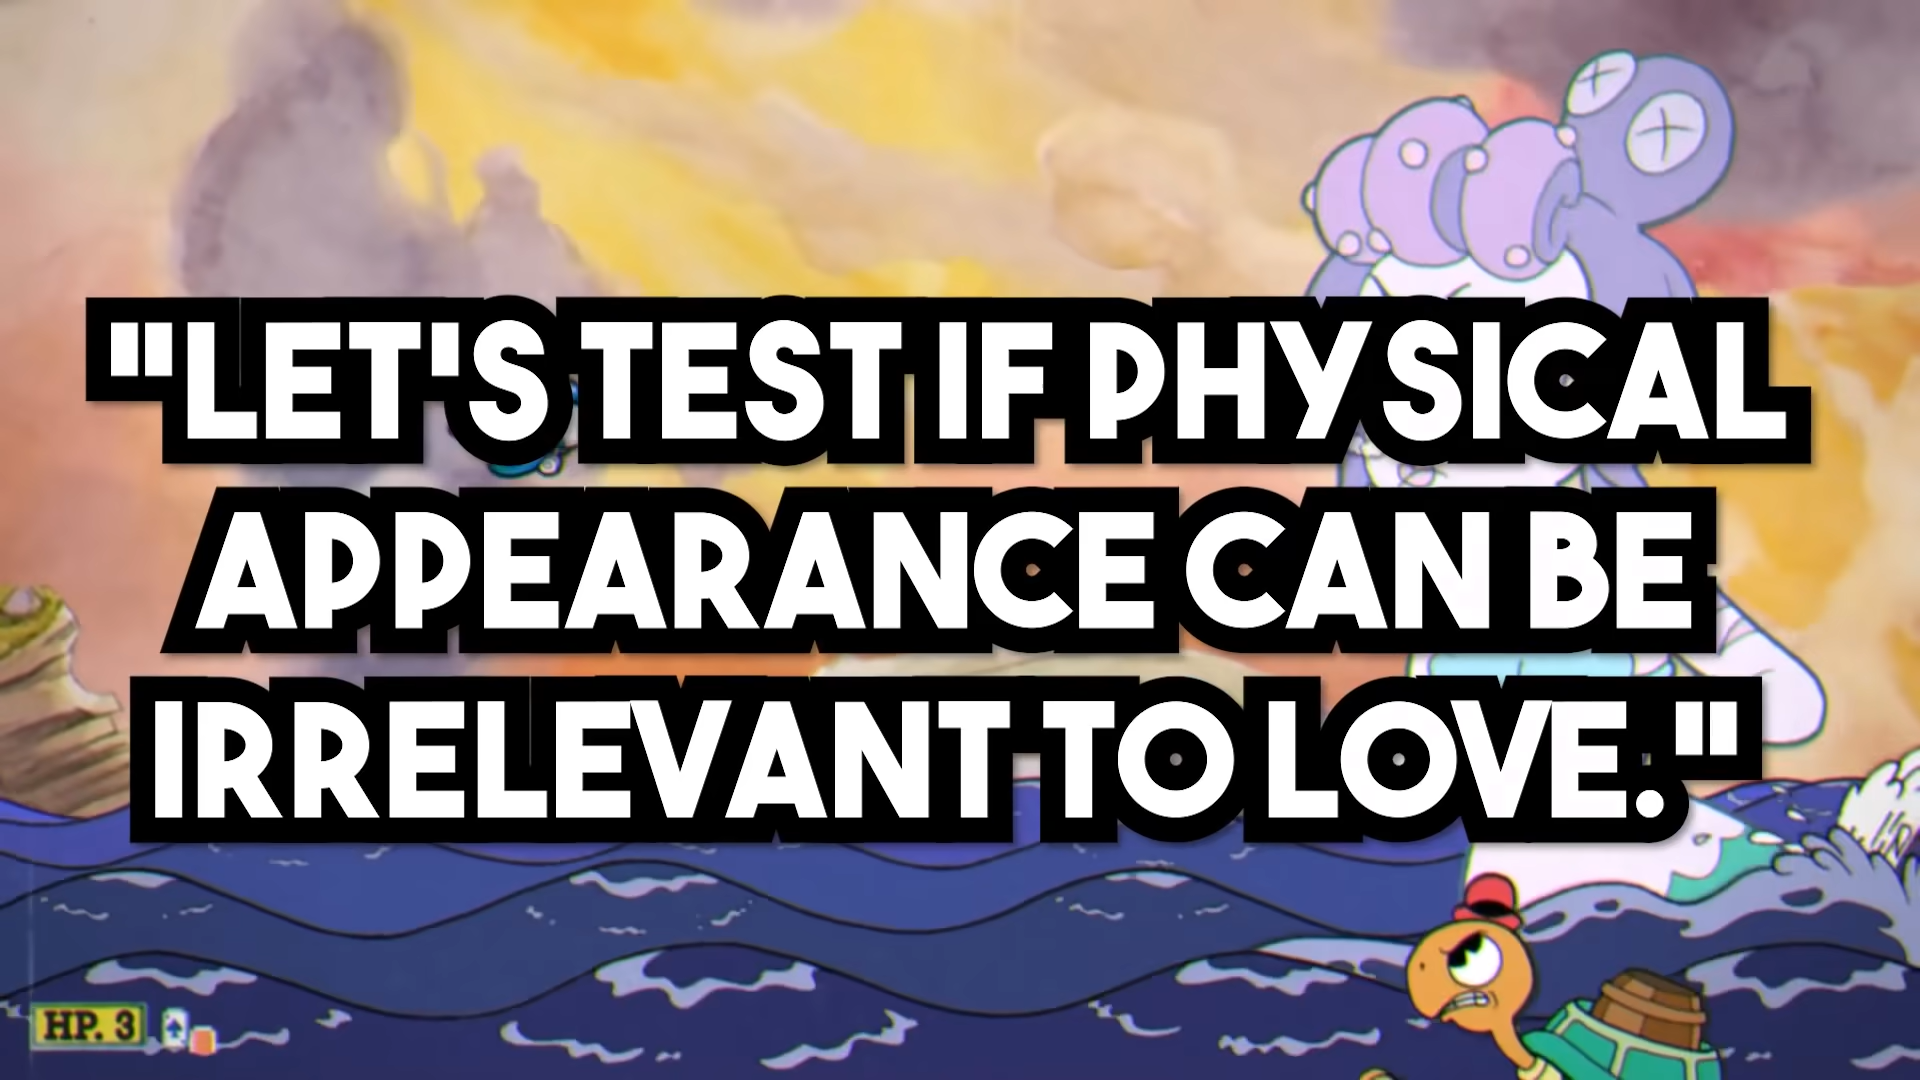 "LET'S TEST IF PHYSICAL
APPEARANCE CAN BE
IRRELEVANT TO LOVE."
HP. 3